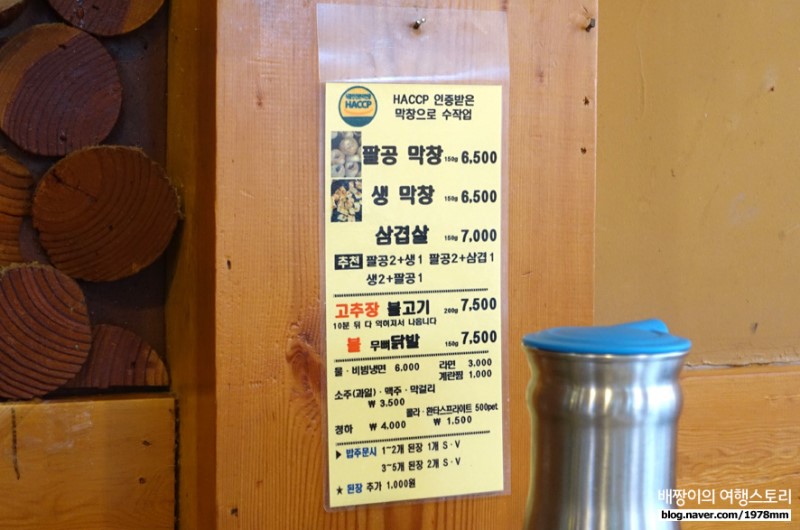 HACCP
HACCP 인증받은
막창으로 수작업
팔공 막창 150g 6.500
생 막창 150g 6.500
삼겹살 150g 7.000
추천 팔공2+생1 팔공2+삼겹1
생2+팔공1
고추장 불고기 200g 7.500
10분 뒤 다 익혀져서 나옵니다
불 무뼈닭발 150g 7.500
물·비빔냉면 6.000 라면 3.000
계란찜 1.000
소주(과일)·맥주·막걸리
₩ 3.500
콜라·환타스프라이트 500pet
청하 ₩ 4.000 ₩ 1.500
▶ 밥주문시 1~2개 된장 1개 S·V
3~5개 된장 2개 S·V
★ 된장 추가 1.000원
배짱이의 여행스토리
blog.naver.com/1978mm